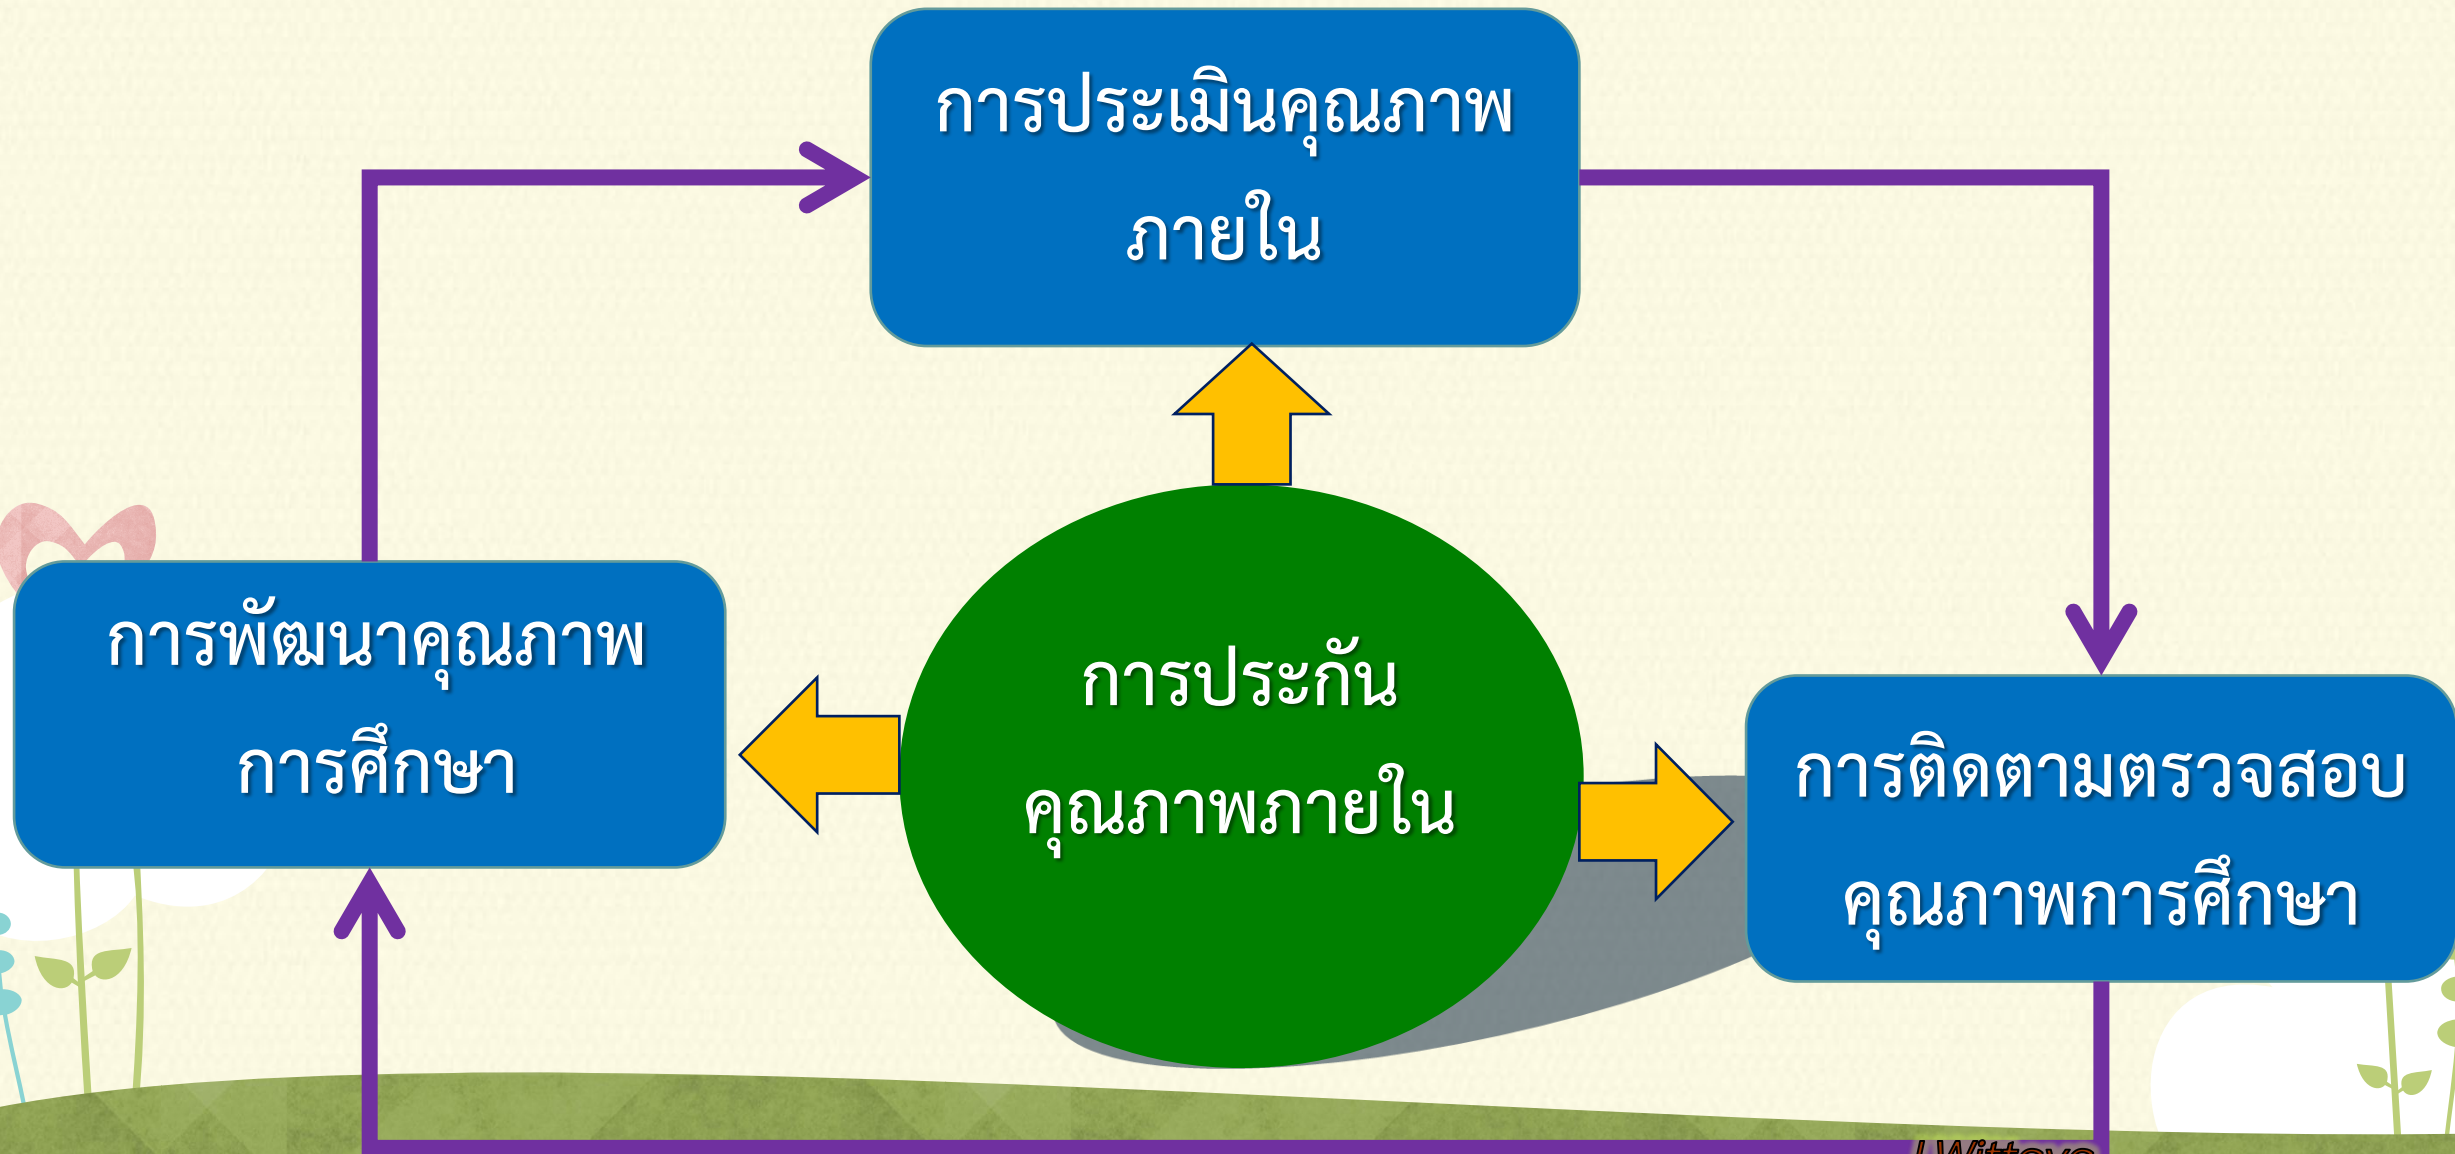 การประเมินคุณภาพ
ภายใน
การพัฒนาคุณภาพ
การศึกษา
การประกัน
คุณภาพภายใน
การติดตามตรวจสอบ
คุณภาพการศึกษา